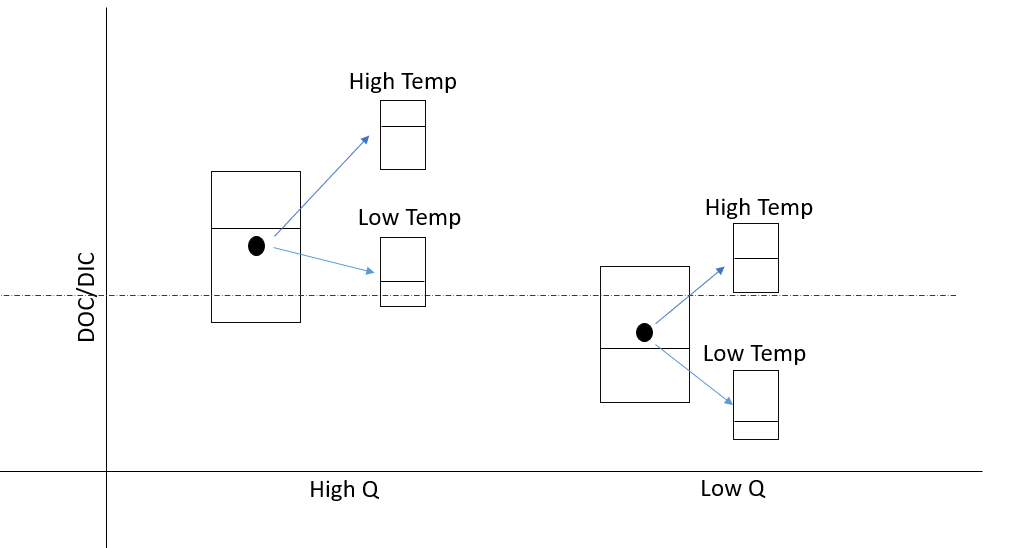 High Temp
Low Temp
High Temp
DOC/DIC
Low Temp
High Q
Low Q